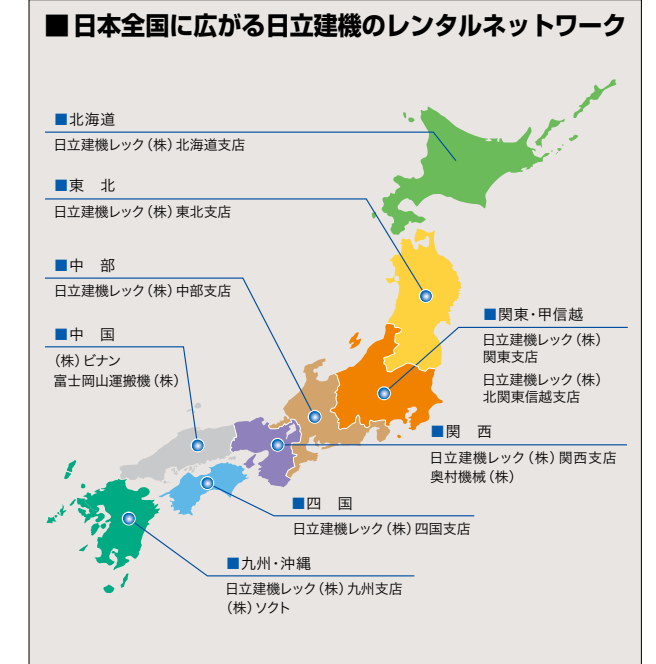 ■日本全国に広がる日立建機のレンタルネットワーク
■北海道
日立建機レック(株)北海道支店
■東 北
日立建機レック(株)東北支店
■中 部
日立建機レック(株)中部支店
■中 国
(株)ビナン
富士岡山運搬機(株)
■関東・甲信越
日立建機レック(株)
関東支店
日立建機レック(株)
北関東信越支店
■関 西
日立建機レック(株)関西支店
奥村機械(株)
■四 国
日立建機レック(株)四国支店
■九州・沖縄
日立建機レック(株)九州支店
(株)ソクト